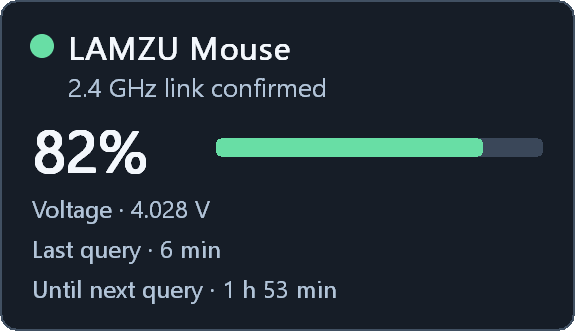 LAMZU Mouse
2.4 GHz link confirmed
82%
Voltage · 4.028 V
Last query · 6 min
Until next query · 1 h 53 min